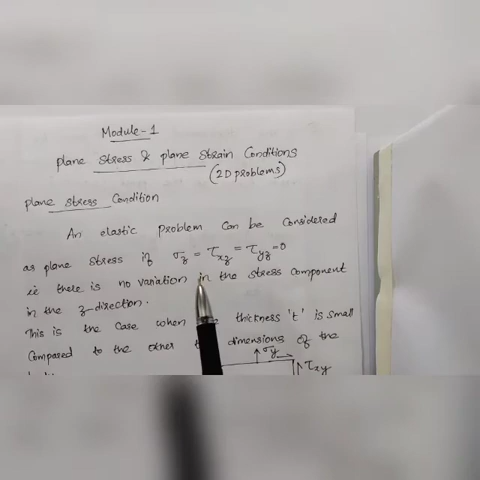 Module-1
plane stress & plane strain Conditions
(2D problems)
plane stress Condition
An elastic problem can be considered
as plane stress if σz = τxz = τyz = 0
ie there is no variation in the stress component
in the z-direction.
This is the case when thickness 't' is small
Compared to the other dimensions of the
σy
τxy